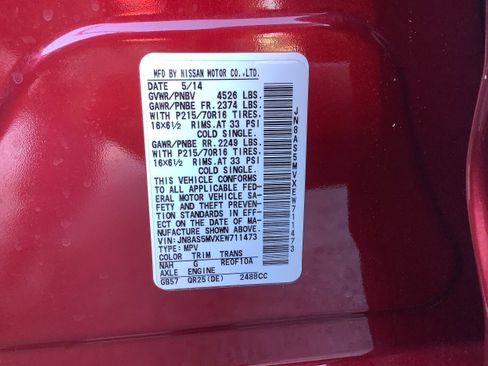 MFD BY NISSAN MOTOR CO.,LTD.
DATE 5/14
GVWR/PNBV 4526 LBS.
GAWR/PNBE FR. 2374 LBS.
WITH P215/70R16 TIRES.
16X6½ RIMS.AT 33 PSI
COLD SINGLE.
GAWR/PNBE RR. 2249 LBS.
WITH P215/70R16 TIRES.
16X6½ RIMS.AT 33 PSI
COLD SINGLE.
THIS VEHICLE CONFORMS
TO ALL APPLICABLE FED-
ERAL MOTOR VEHICLE SA-
FETY AND THEFT PREVEN-
TION STANDARDS IN EFF-
ECT ON THE DATE OF MA-
NUFACTURE SHOWN ABOVE.
VIN:JN8AS5MVXEW711473
TYPE:MPV
COLOR TRIM TRANS
NAH G RE0F10A
AXLE ENGINE
GB57 QR25(DE) 2488CC
JN8AS5MVXEW711473